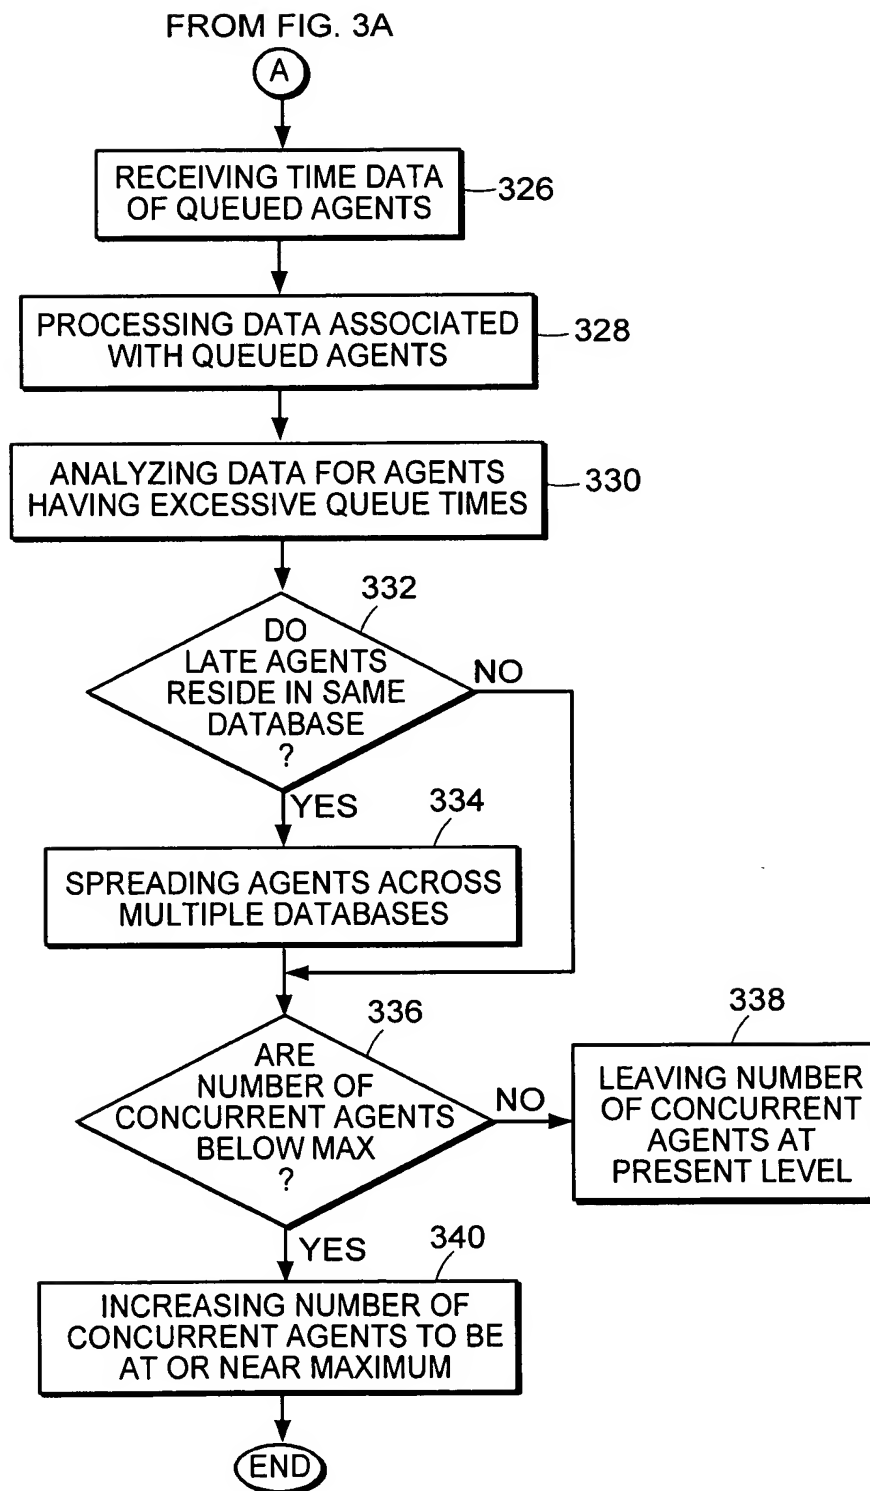 FROM FIG. 3A
A
RECEIVING TIME DATA
OF QUEUED AGENTS
326
PROCESSING DATA ASSOCIATED
WITH QUEUED AGENTS
328
ANALYZING DATA FOR AGENTS
HAVING EXCESSIVE QUEUE TIMES
330
332
DO
LATE AGENTS
RESIDE IN SAME
DATABASE
?
NO
YES
334
SPREADING AGENTS ACROSS
MULTIPLE DATABASES
336
ARE
NUMBER OF
CONCURRENT AGENTS
BELOW MAX
?
NO
338
LEAVING NUMBER
OF CONCURRENT
AGENTS AT
PRESENT LEVEL
YES
340
INCREASING NUMBER OF
CONCURRENT AGENTS TO BE
AT OR NEAR MAXIMUM
END